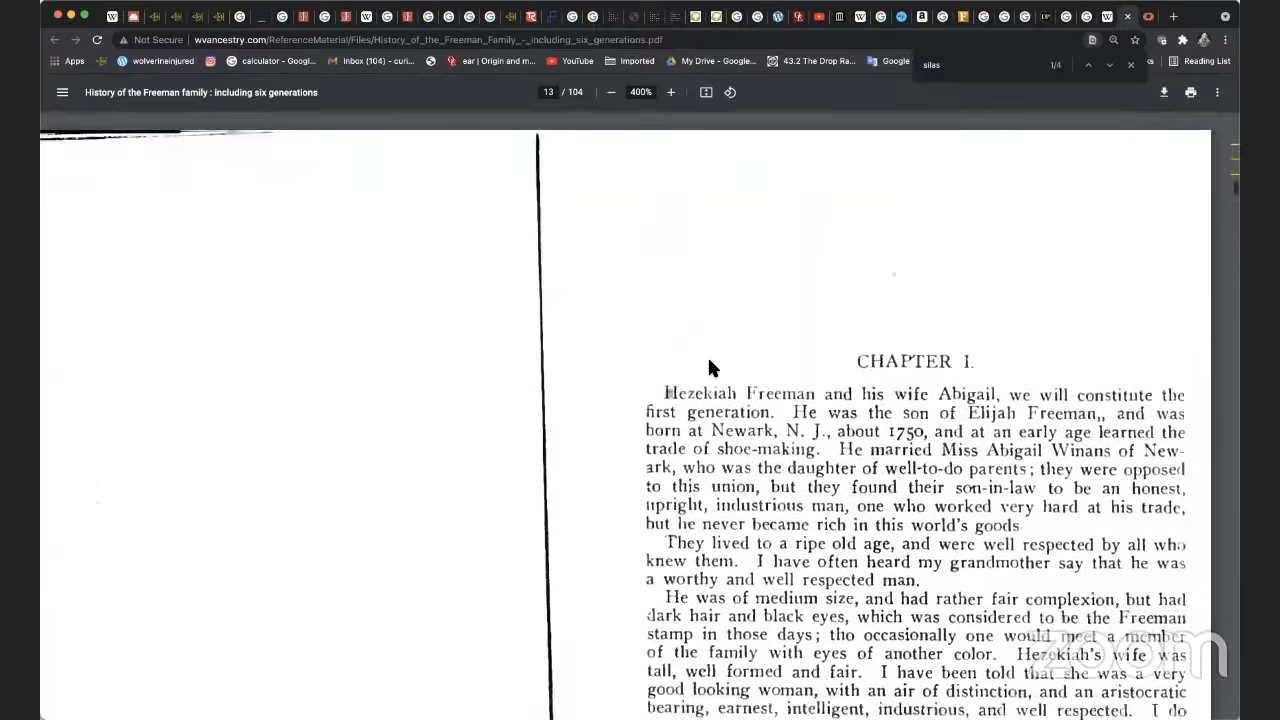 Not Secure
wvancestry.com/ReferenceMaterial/Files/History_of_the_Freeman_Family_-_including_six_generations.pdf
Apps
wolverineinjured
calculator - Googl...
Inbox (104) - curi...
ear | Origin and m...
YouTube
Imported
My Drive - Google...
43.2 The Drop Ra...
Google
silas
1/4
Reading List
History of the Freeman family : including six generations
13 / 104
400%
CHAPTER I.
Hezekiah Freeman and his wife Abigail, we will constitute the
first generation. He was the son of Elijah Freeman,, and was
born at Newark, N. J., about 1750, and at an early age learned the
trade of shoe-making. He married Miss Abigail Winans of New-
ark, who was the daughter of well-to-do parents; they were opposed
to this union, but they found their son-in-law to be an honest,
upright, industrious man, one who worked very hard at his trade,
but he never became rich in this world's goods
They lived to a ripe old age, and were well respected by all who
knew them. I have often heard my grandmother say that he was
a worthy and well respected man.
He was of medium size, and had rather fair complexion, but had
dark hair and black eyes, which was considered to be the Freeman
stamp in those days; tho occasionally one would meet a member
of the family with eyes of another color. Hezekiah's wife was
tall, well formed and fair. I have been told that she was a very
good looking woman, with an air of distinction, and an aristocratic
bearing, earnest, intelligent, industrious, and well respected. I do
zoom